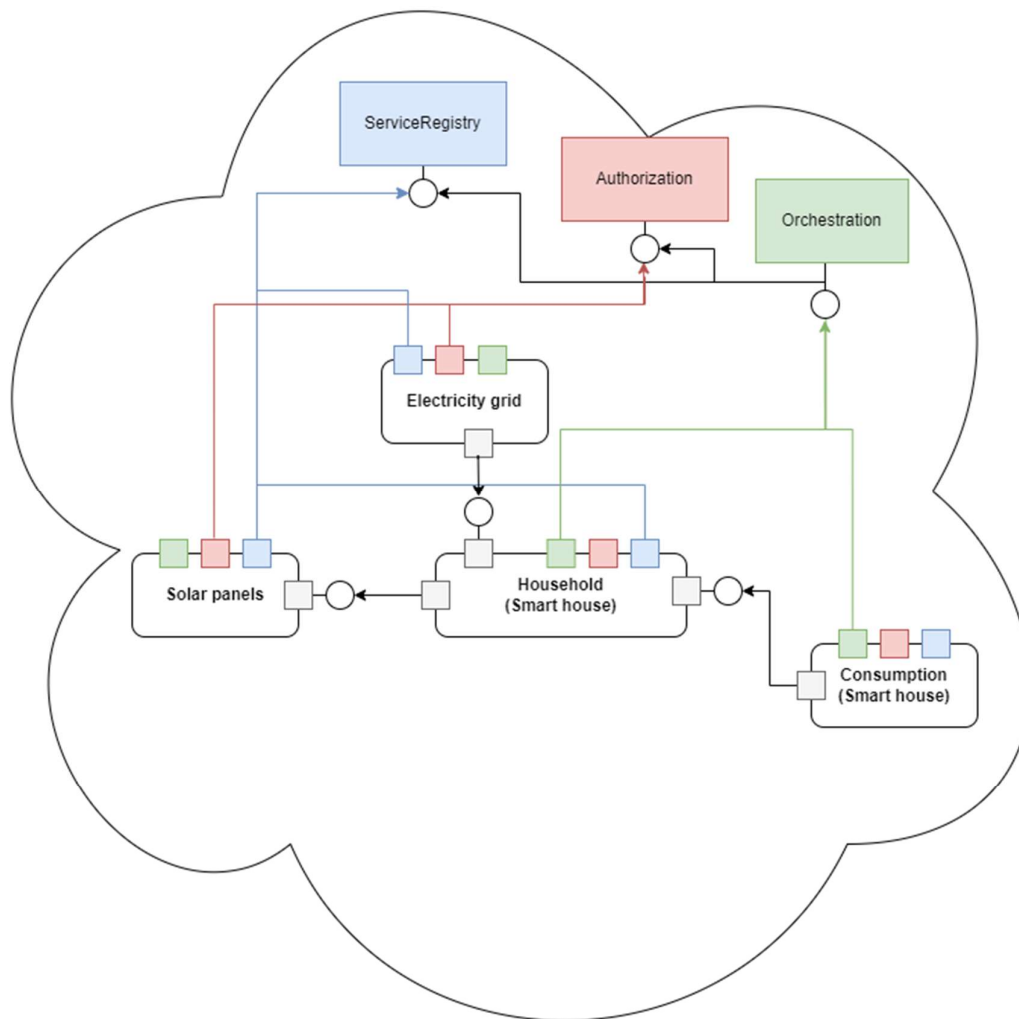 ServiceRegistry
Authorization
Orchestration
Electricity grid
Solar panels
Household
(Smart house)
Consumption
(Smart house)